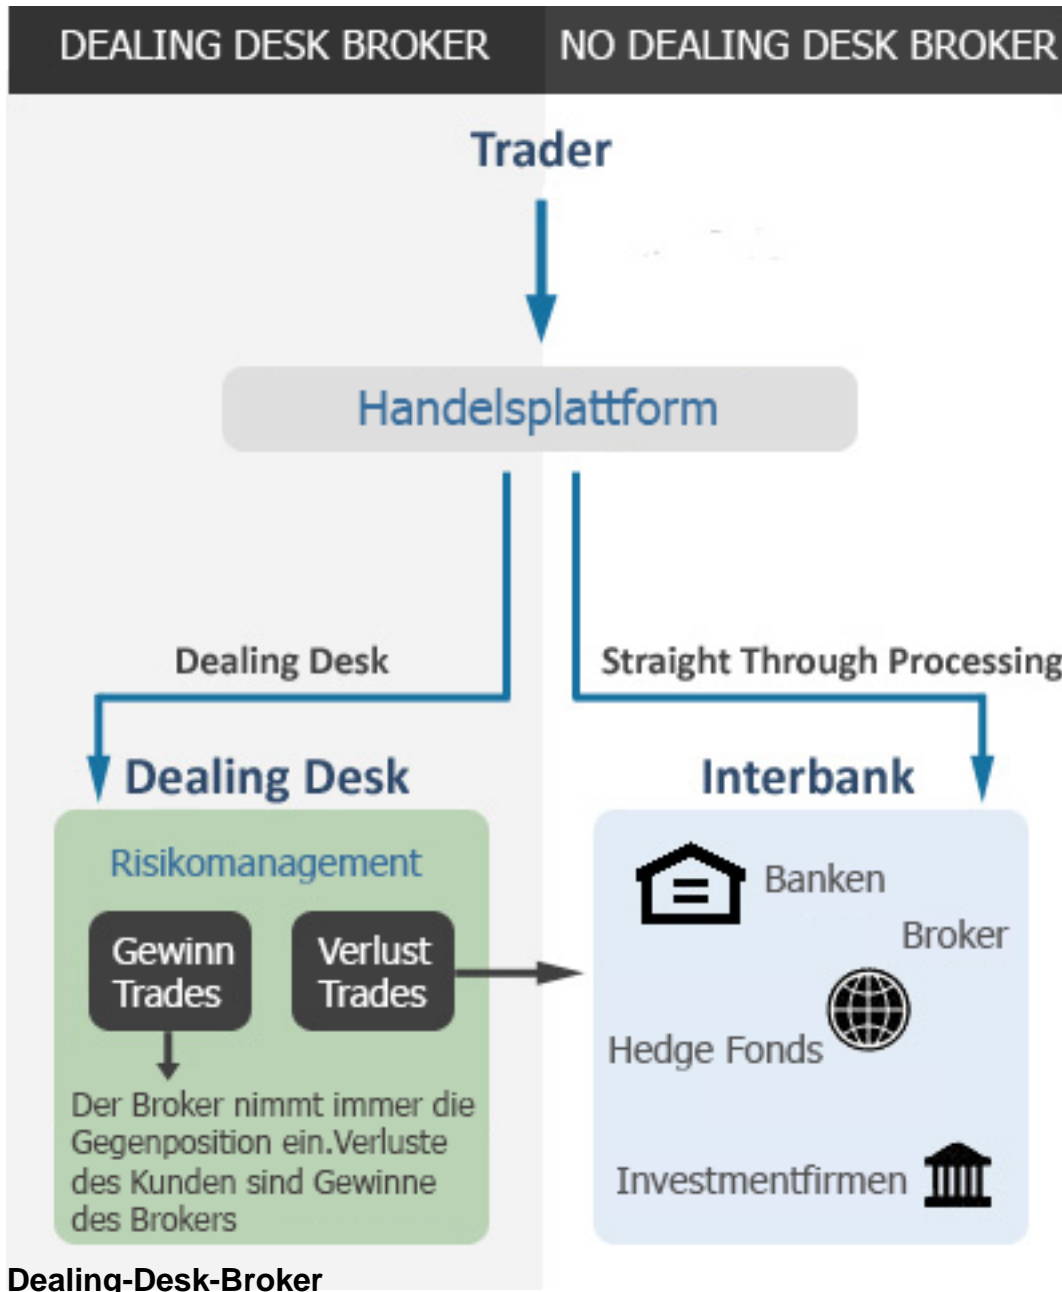 DEALING DESK BROKER
NO DEALING DESK BROKER
Trader
Handelsplattform
Dealing Desk
Straight Through Processing
Dealing Desk
Interbank
Risikomanagement
Gewinn
Trades
Verlust
Trades
Der Broker nimmt immer die
Gegenposition ein.Verluste
des Kunden sind Gewinne
des Brokers
Banken
Broker
Hedge Fonds
Investmentfirmen
Dealing-Desk-Broker